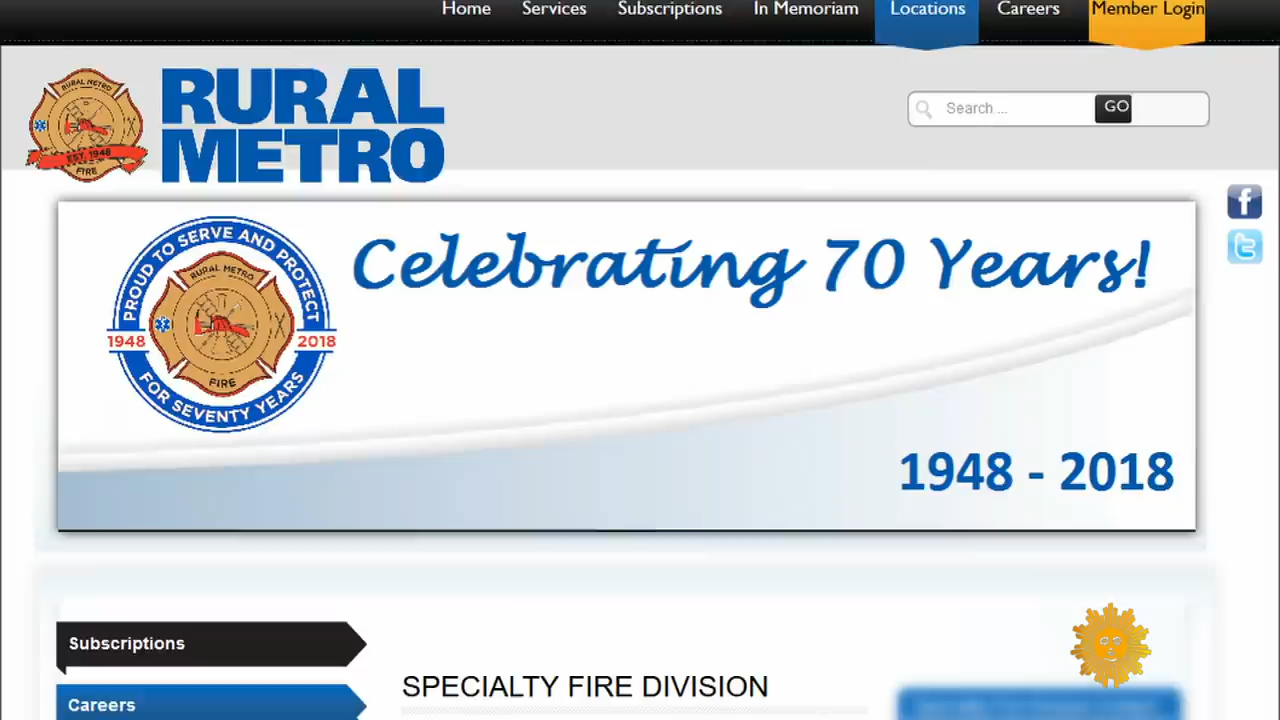 Home Services Subscriptions In Memoriam Locations Careers Member Login
RURAL METRO
EST. 1948
FIRE
RURAL
METRO
Search ...
GO
PROUD TO SERVE AND PROTECT
RURAL METRO
1948
2018
FIRE
FOR SEVENTY YEARS
Celebrating 70 Years!
1948 - 2018
Subscriptions
Careers
SPECIALTY FIRE DIVISION